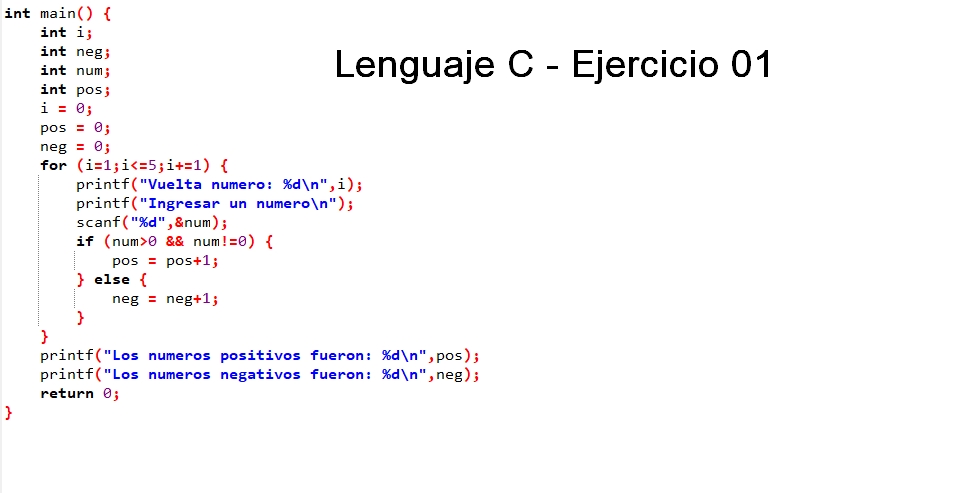 int main() {
int i;
int neg;
Lenguaje C - Ejercicio 01
int num;
int pos;
i = 0;
pos = 0;
neg = 0;
for (i=1;i<=5;i+=1) {
printf("Vuelta numero: %d\n",i);
printf("Ingresar un numero\n");
scanf("%d",&num);
if (num>0 && num!=0) {
pos = pos+1;
} else {
neg = neg+1;
}
}
printf("Los numeros positivos fueron: %d\n",pos);
printf("Los numeros negativos fueron: %d\n",neg);
return 0;
}